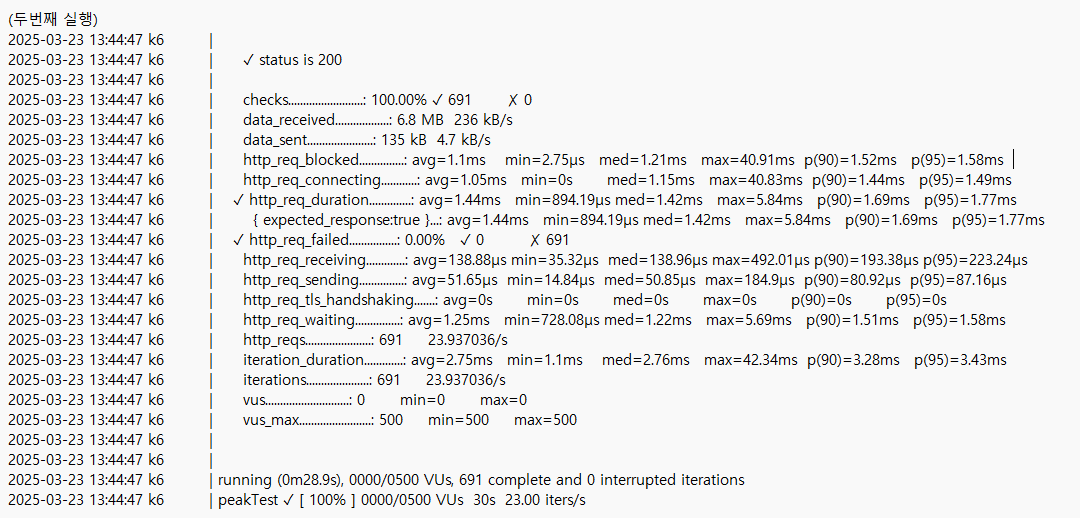 (두번째 실행)
2025-03-23 13:44:47 k6 |
2025-03-23 13:44:47 k6 | ✓ status is 200
2025-03-23 13:44:47 k6 |
2025-03-23 13:44:47 k6 | checks.........................: 100.00% ✓ 691 ✗ 0
2025-03-23 13:44:47 k6 | data_received..................: 6.8 MB 236 kB/s
2025-03-23 13:44:47 k6 | data_sent......................: 135 kB 4.7 kB/s
2025-03-23 13:44:47 k6 | http_req_blocked...............: avg=1.1ms min=2.75µs med=1.21ms max=40.91ms p(90)=1.52ms p(95)=1.58ms
2025-03-23 13:44:47 k6 | http_req_connecting............: avg=1.05ms min=0s med=1.15ms max=40.83ms p(90)=1.44ms p(95)=1.49ms
2025-03-23 13:44:47 k6 | ✓ http_req_duration..............: avg=1.44ms min=894.19µs med=1.42ms max=5.84ms p(90)=1.69ms p(95)=1.77ms
2025-03-23 13:44:47 k6 | { expected_response:true }...: avg=1.44ms min=894.19µs med=1.42ms max=5.84ms p(90)=1.69ms p(95)=1.77ms
2025-03-23 13:44:47 k6 | ✓ http_req_failed................: 0.00% ✓ 0 ✗ 691
2025-03-23 13:44:47 k6 | http_req_receiving.............: avg=138.88µs min=35.32µs med=138.96µs max=492.01µs p(90)=193.38µs p(95)=223.24µs
2025-03-23 13:44:47 k6 | http_req_sending...............: avg=51.65µs min=14.84µs med=50.85µs max=184.9µs p(90)=80.92µs p(95)=87.16µs
2025-03-23 13:44:47 k6 | http_req_tls_handshaking.......: avg=0s min=0s med=0s max=0s p(90)=0s p(95)=0s
2025-03-23 13:44:47 k6 | http_req_waiting...............: avg=1.25ms min=728.08µs med=1.22ms max=5.69ms p(90)=1.51ms p(95)=1.58ms
2025-03-23 13:44:47 k6 | http_reqs......................: 691 23.937036/s
2025-03-23 13:44:47 k6 | iteration_duration.............: avg=2.75ms min=1.1ms med=2.76ms max=42.34ms p(90)=3.28ms p(95)=3.43ms
2025-03-23 13:44:47 k6 | iterations.....................: 691 23.937036/s
2025-03-23 13:44:47 k6 | vus............................: 0 min=0 max=0
2025-03-23 13:44:47 k6 | vus_max........................: 500 min=500 max=500
2025-03-23 13:44:47 k6 |
2025-03-23 13:44:47 k6 |
2025-03-23 13:44:47 k6 | running (0m28.9s), 0000/0500 VUs, 691 complete and 0 interrupted iterations
2025-03-23 13:44:47 k6 | peakTest ✓ [ 100% ] 0000/0500 VUs 30s 23.00 iters/s